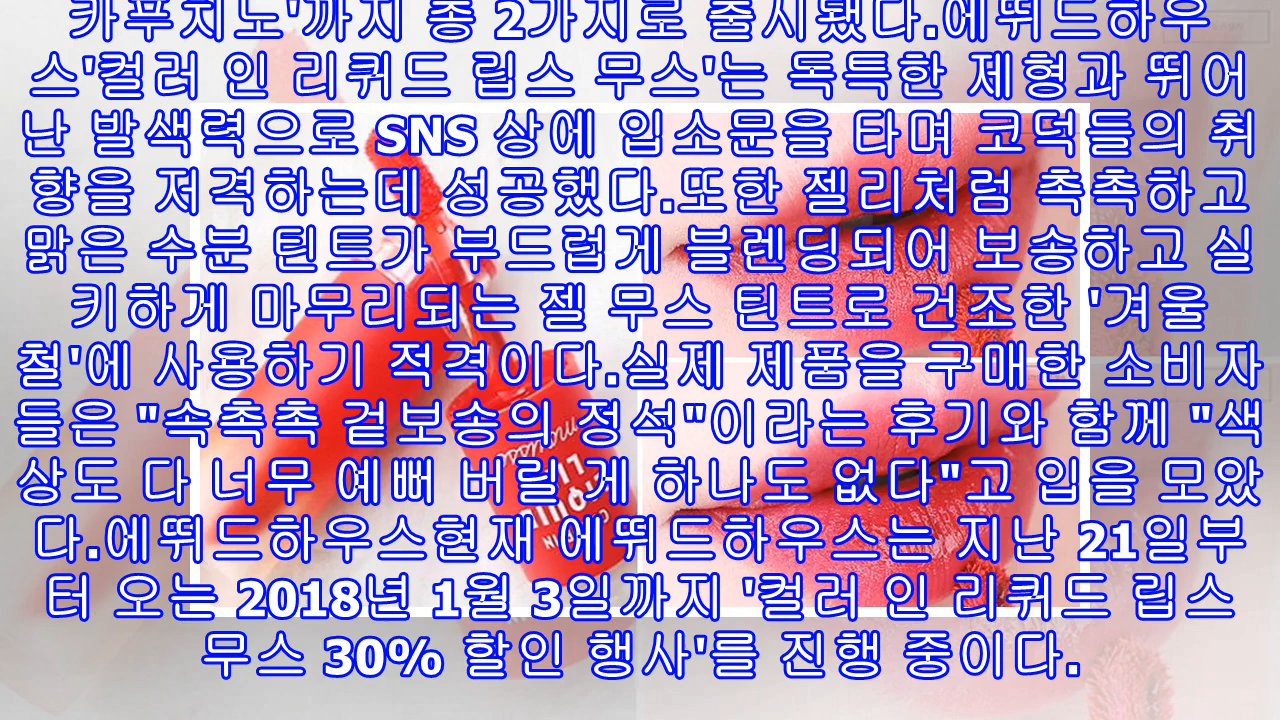 카푸치노'까지 총 2가지로 출시됐다.에뛰드하우
스'컬러 인 리퀴드 립스 무스'는 독특한 제형과 뛰어
난 발색력으로 SNS 상에 입소문을 타며 코덕들의 취
향을 저격하는데 성공했다.또한 젤리처럼 촉촉하고
맑은 수분 틴트가 부드럽게 블렌딩되어 보송하고 실
키하게 마무리되는 젤 무스 틴트로 건조한 '겨울
철'에 사용하기 적격이다.실제 제품을 구매한 소비자
들은 "속촉촉 겉보송의 정석"이라는 후기와 함께 "색
상도 다 너무 예뻐 버릴 게 하나도 없다"고 입을 모았
다.에뛰드하우스현재 에뛰드하우스는 지난 21일부
터 오는 2018년 1월 3일까지 '컬러 인 리퀴드 립스
무스 30% 할인 행사'를 진행 중이다.